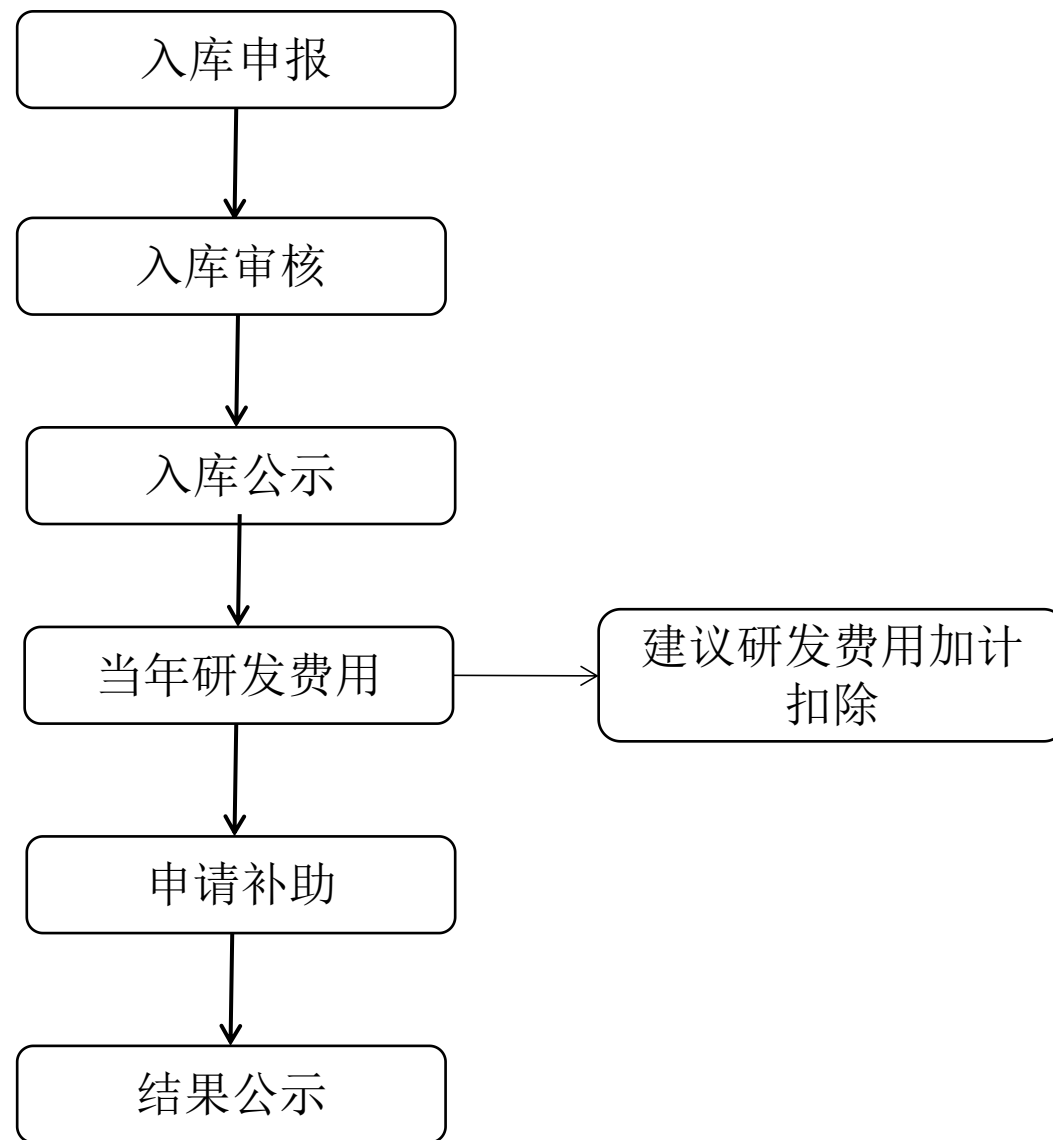 入库申报
入库审核
入库公示
当年研发费用
建议研发费用加计
扣除
申请补助
结果公示